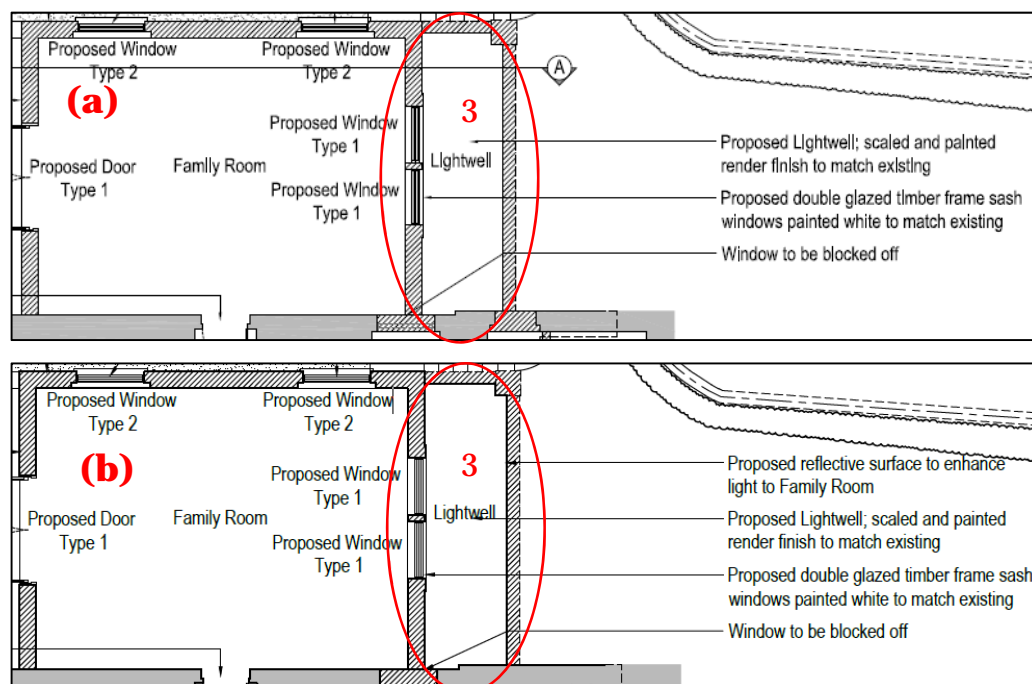 Proposed Window
Type 2
Proposed Window
Type 2
A
(a)
3
Proposed Window
Type 1
Proposed Lightwell; scaled and painted
render finish to match existing
Proposed Door
Type 1
Family Room
Lightwell
Proposed Window
Type 1
Proposed double glazed timber frame sash
windows painted white to match existing
Window to be blocked off
Proposed Window
Type 2
Proposed Window
Type 2
(b)
3
Proposed Window
Type 1
Proposed reflective surface to enhance
light to Family Room
Proposed Door
Type 1
Family Room
Lightwell
Proposed Lightwell; scaled and painted
render finish to match existing
Proposed Window
Type 1
Proposed double glazed timber frame sash
windows painted white to match existing
Window to be blocked off